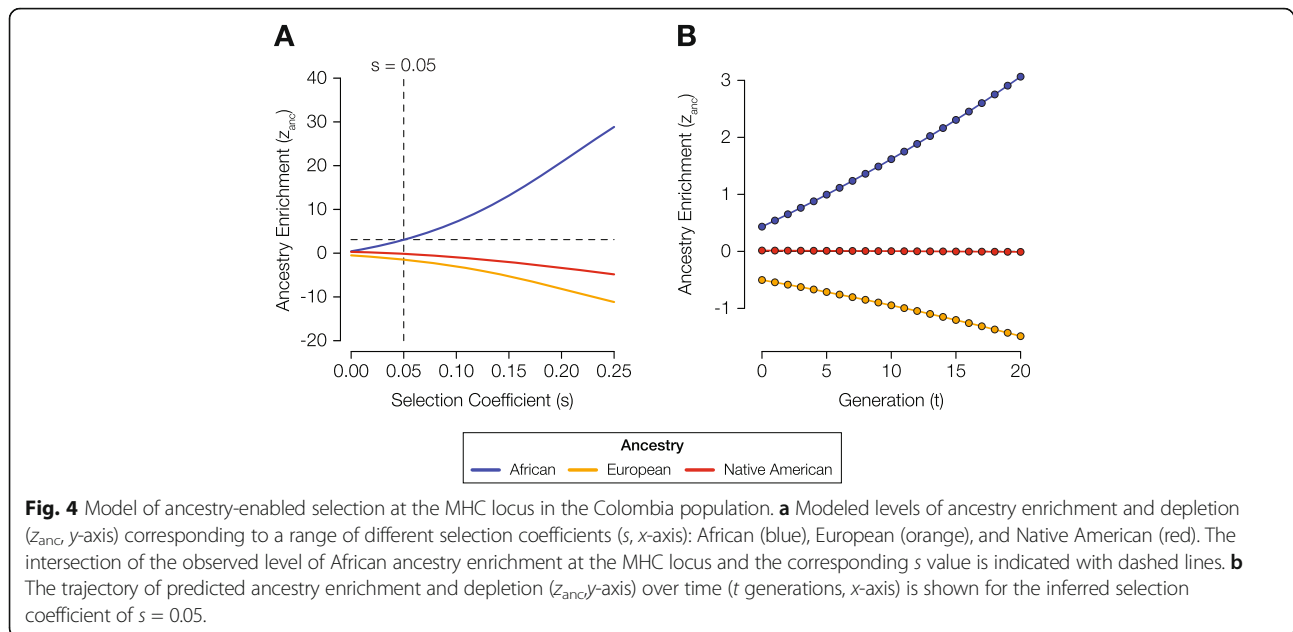 A
s = 0.05
40
30
20
10
0
-10
-20
Ancestry Enrichment (zanc)
0.00 0.05 0.10 0.15 0.20 0.25
Selection Coefficient (s)
B
3
2
1
0
-1
Ancestry Enrichment (zanc)
0 5 10 15 20
Generation (t)
Ancestry
African European Native American
Fig. 4 Model of ancestry-enabled selection at the MHC locus in the Colombia population. a Modeled levels of ancestry enrichment and depletion
(zanc, y-axis) corresponding to a range of different selection coefficients (s, x-axis): African (blue), European (orange), and Native American (red). The
intersection of the observed level of African ancestry enrichment at the MHC locus and the corresponding s value is indicated with dashed lines. b
The trajectory of predicted ancestry enrichment and depletion (zanc,y-axis) over time (t generations, x-axis) is shown for the inferred selection
coefficient of s = 0.05.